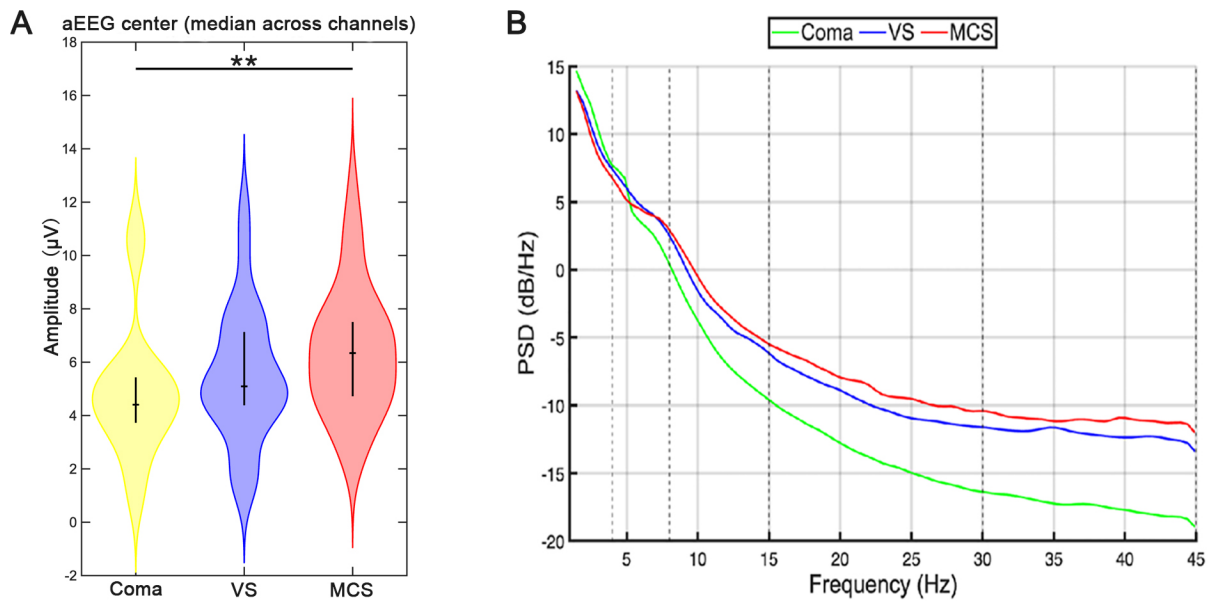 A
aEEG center (median across channels)
18
16
14
12
10
8
6
4
2
0
-2
Amplitude (μV)
**
Coma VS MCS
B
Coma VS MCS
15
10
5
0
-5
-10
-15
-20
PSD (dB/Hz)
5 10 15 20 25 30 35 40 45
Frequency (Hz)